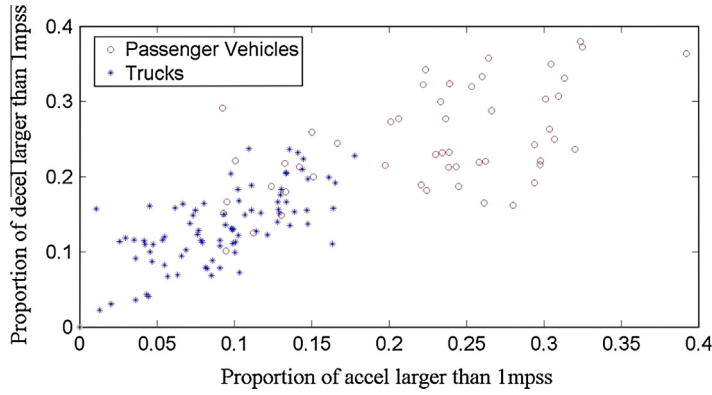 Proportion of decel larger than 1mpss
0.4
0.3
0.2
0.1
0
Passenger Vehicles
Trucks
0 0.05 0.1 0.15 0.2 0.25 0.3 0.35 0.4
Proportion of accel larger than 1mpss